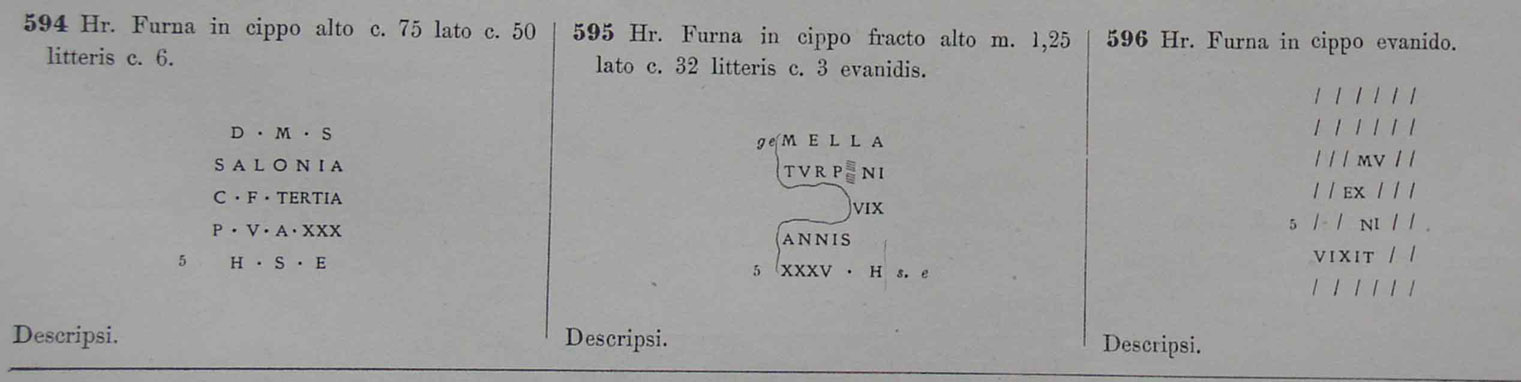 594 Hr. Furna in cippo alto c. 75 lato c. 50
litteris c. 6.
D · M · S
SALONIA
C · F · TERTIA
P · V · A · XXX
5 H · S · E
Descripsi.
595 Hr. Furna in cippo fracto alto m. 1,25
lato c. 32 litteris c. 3 evanidis.
geMELLA
TVRP NI
VIX
ANNIS
5 XXXV · H s. e
Descripsi.
596 Hr. Furna in cippo evanido.
/ / / / / /
/ / / / / /
/ / / MV / /
/ / EX / / /
5 / / NI / /
VIXIT / /
/ / / / / /
Descripsi.